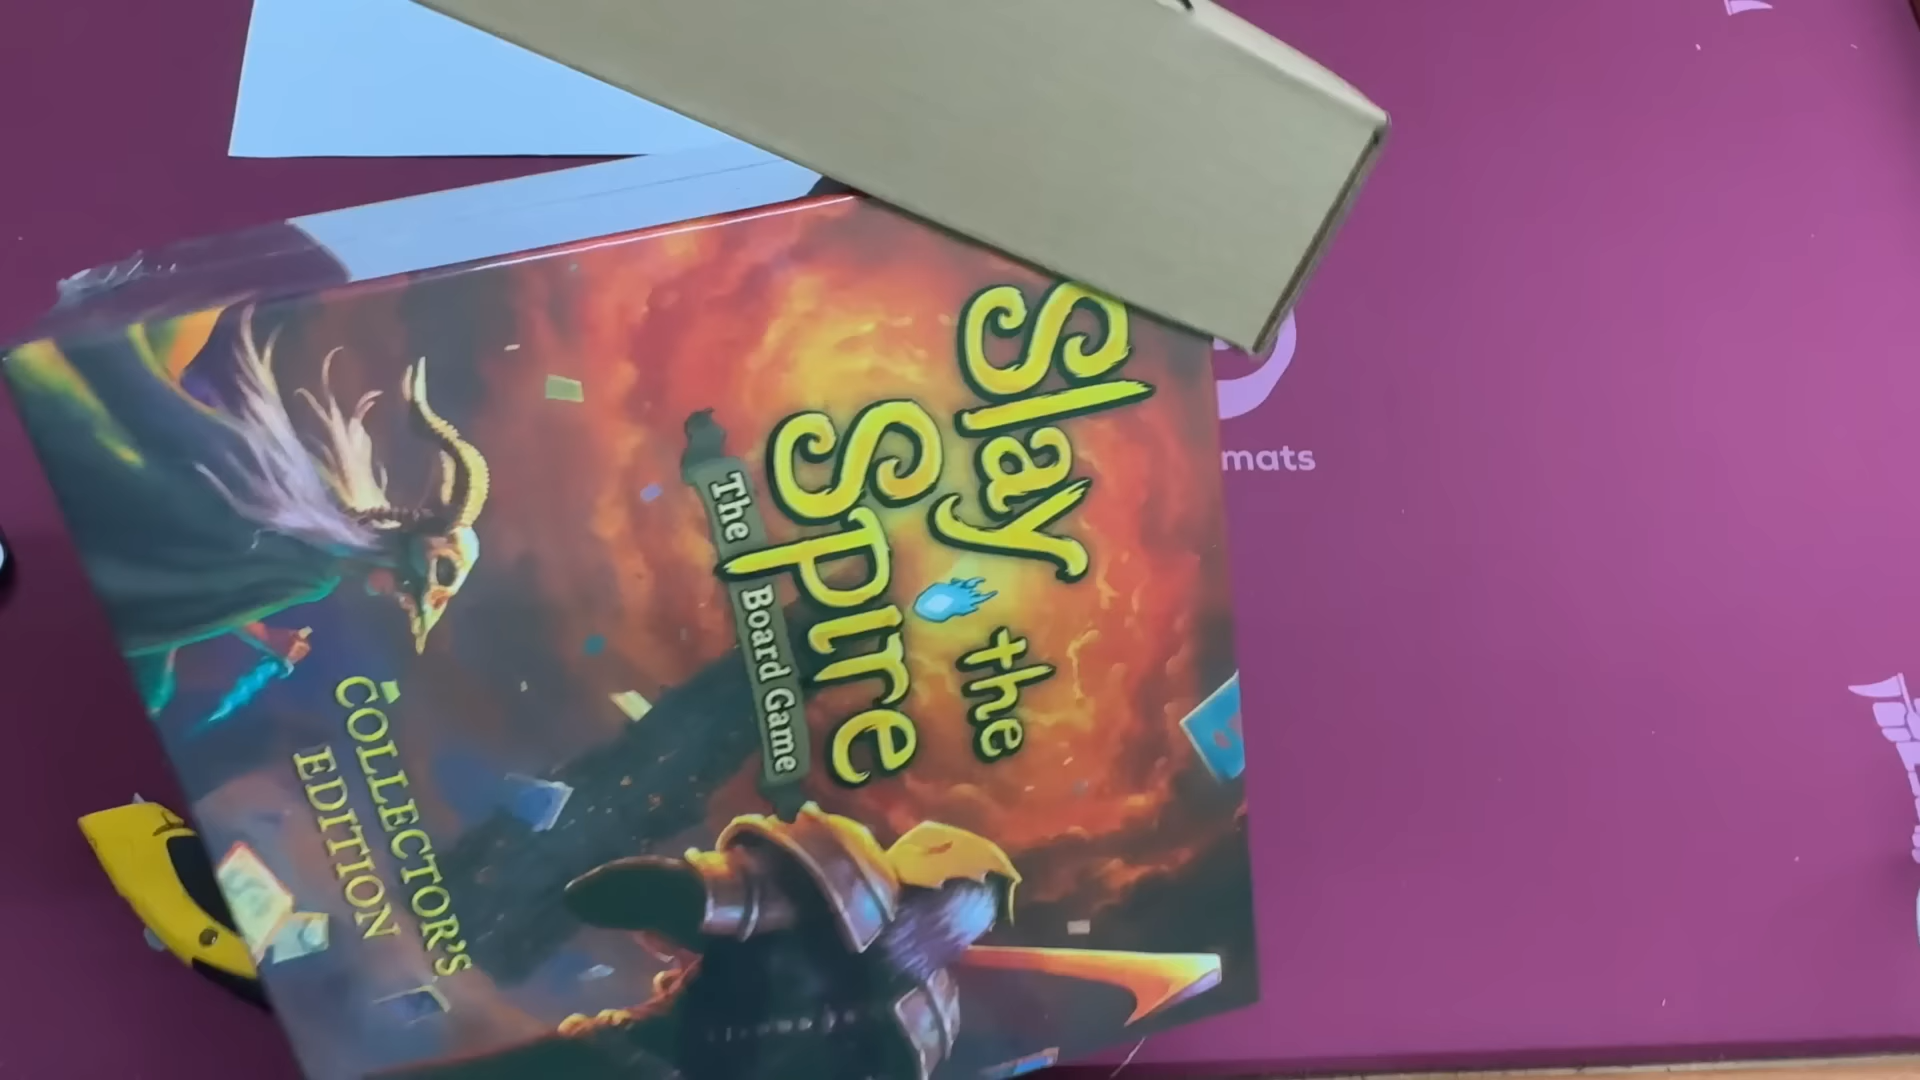 Slay the
Spire
The Board Game
COLLECTOR'S
EDITION
mats